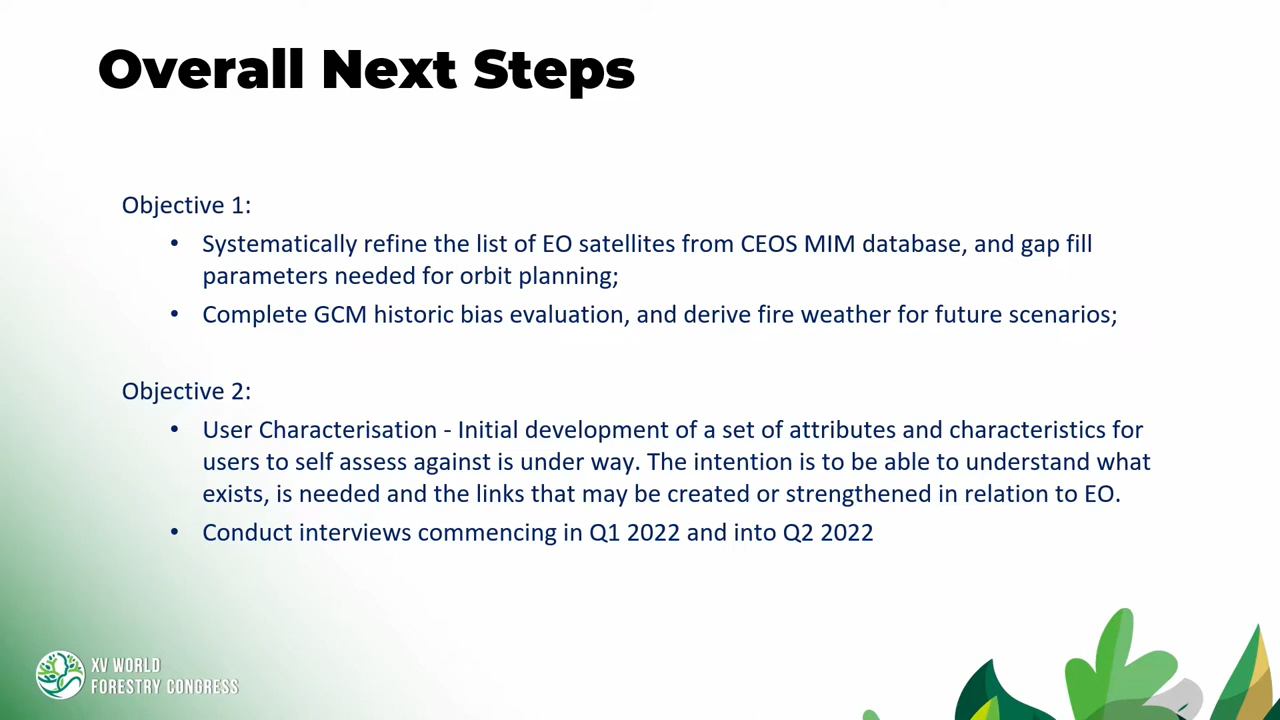 Overall Next Steps
Objective 1:
• Systematically refine the list of EO satellites from CEOS MIM database, and gap fill
parameters needed for orbit planning;
• Complete GCM historic bias evaluation, and derive fire weather for future scenarios;
Objective 2:
• User Characterisation - Initial development of a set of attributes and characteristics for
users to self assess against is under way. The intention is to be able to understand what
exists, is needed and the links that may be created or strengthened in relation to EO.
• Conduct interviews commencing in Q1 2022 and into Q2 2022
XV WORLD
FORESTRY CONGRESS